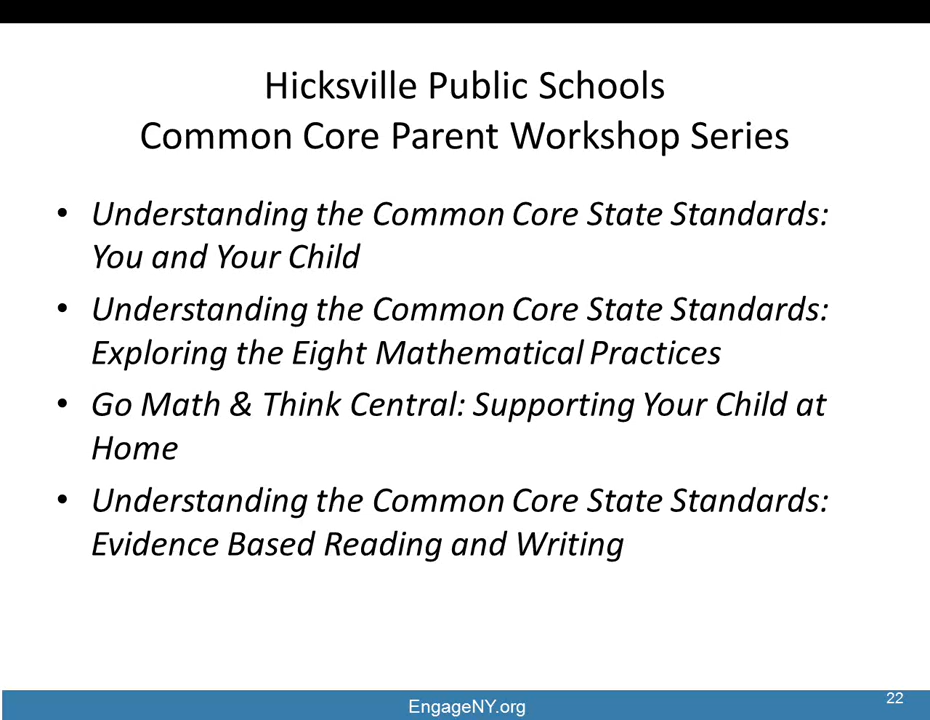 Hicksville Public Schools
Common Core Parent Workshop Series
• Understanding the Common Core State Standards:
You and Your Child
• Understanding the Common Core State Standards:
Exploring the Eight Mathematical Practices
• Go Math & Think Central: Supporting Your Child at
Home
• Understanding the Common Core State Standards:
Evidence Based Reading and Writing
EngageNY.org
22